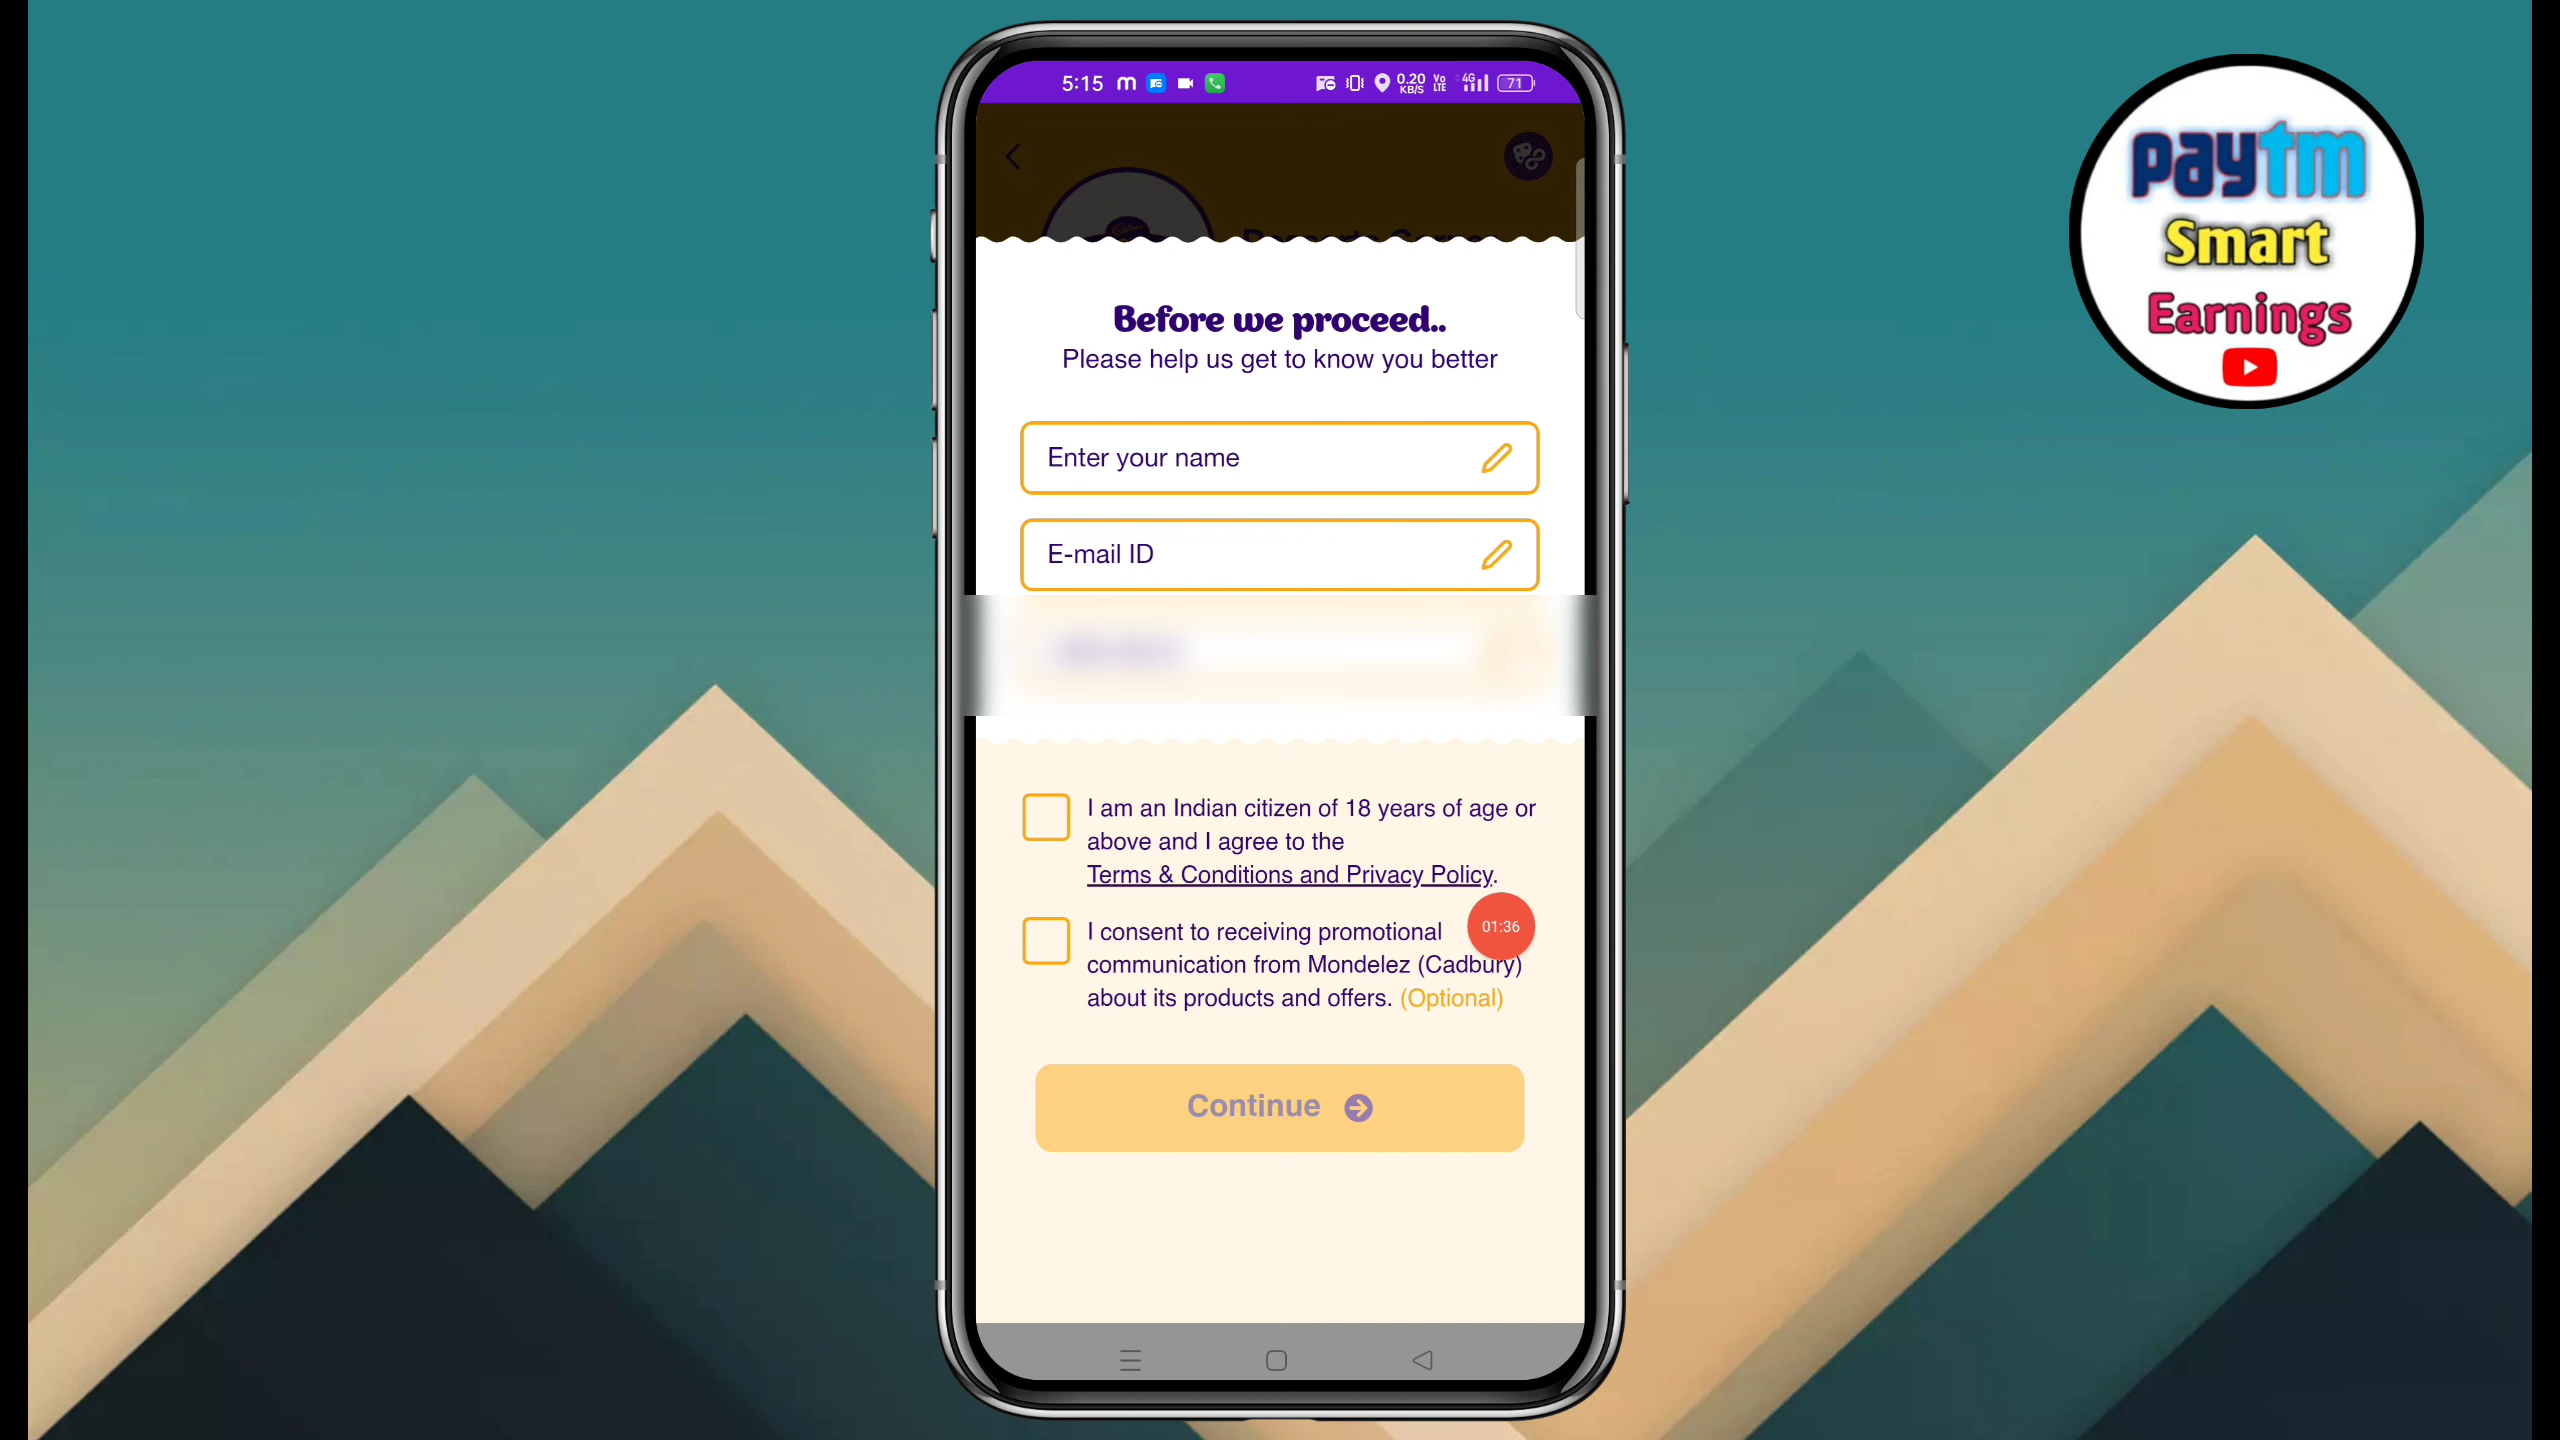 5:15
0.20
KB/S
Vo
LTE
4G
71
paytm
Smart
Earnings
Before we proceed..
Please help us get to know you better
Enter your name
E-mail ID
I am an Indian citizen of 18 years of age or
above and I agree to the
Terms & Conditions and Privacy Policy.
I consent to receiving promotional
01:36
communication from Mondelez (Cadbury)
about its products and offers. (Optional)
Continue